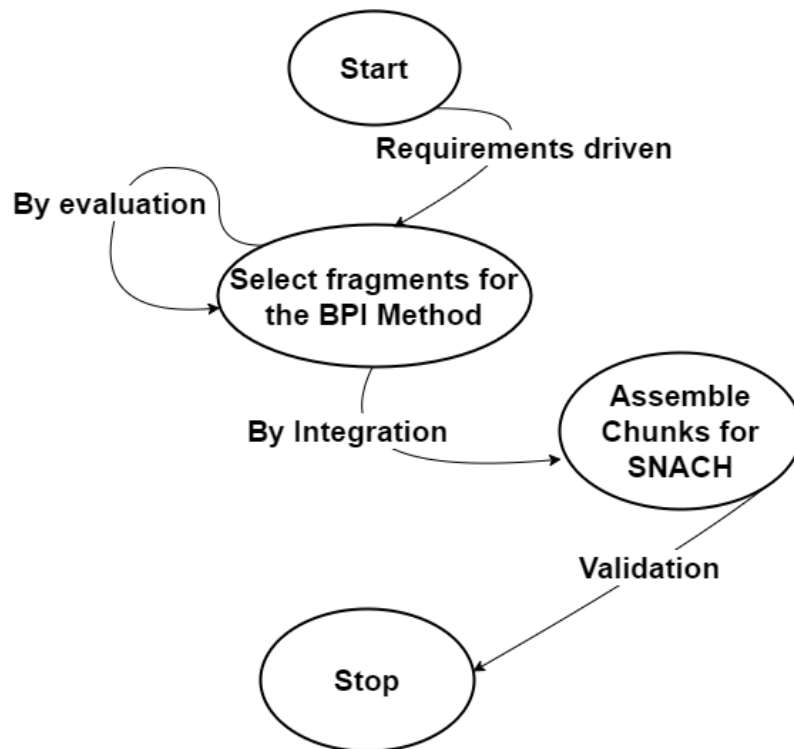 Start
Requirements driven
By evaluation
Select fragments for
the BPI Method
By Integration
Assemble
Chunks for
SNACH
Validation
Stop